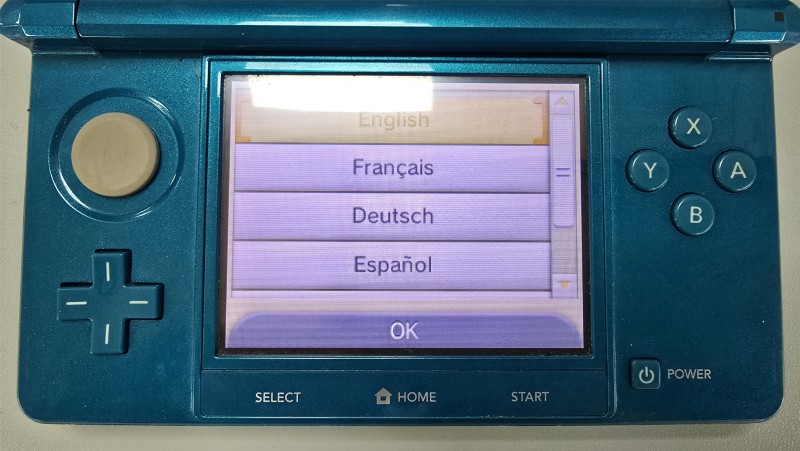 English
Français
Deutsch
Español
OK
X
Y
A
B
POWER
SELECT
HOME
START